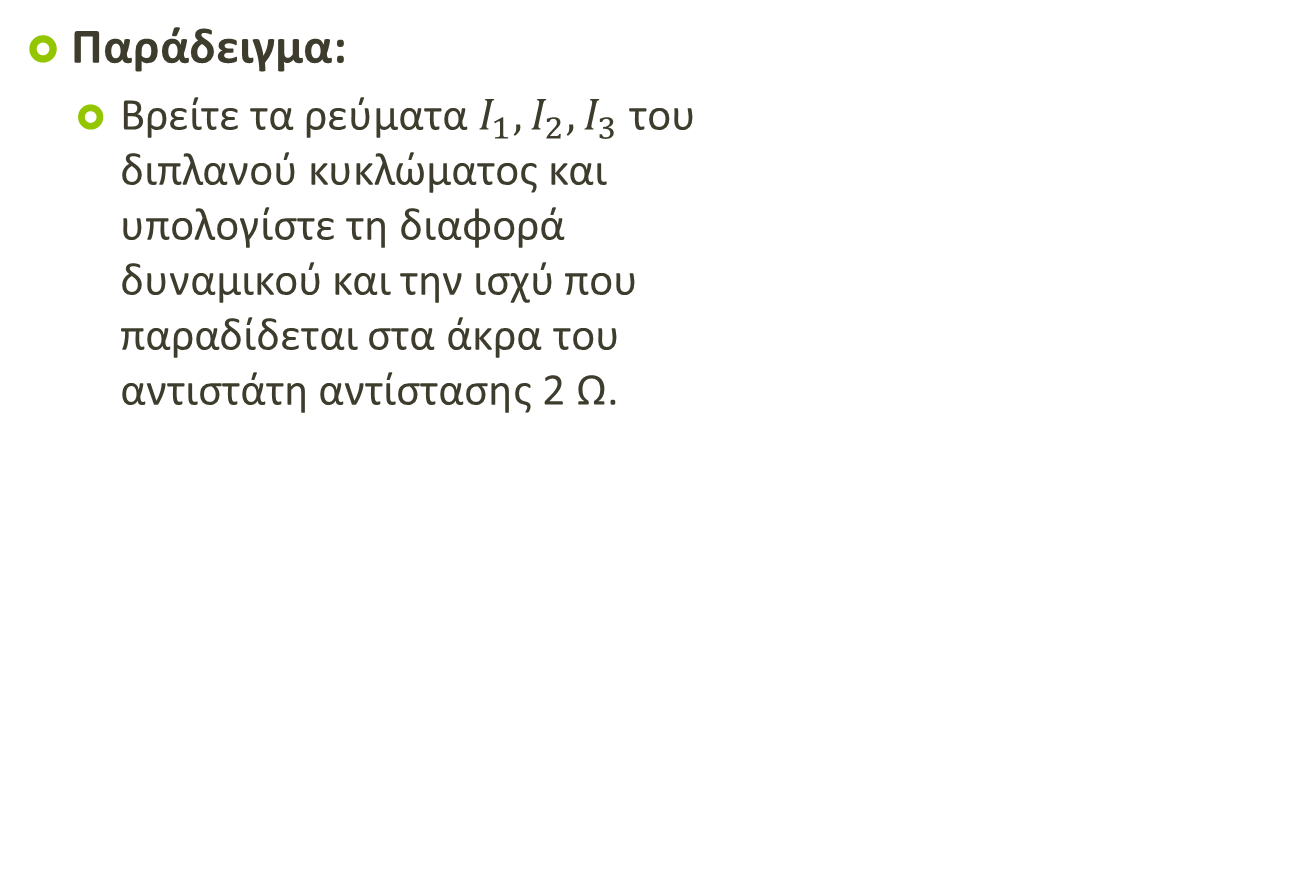 Παράδειγμα:
Βρείτε τα ρεύματα I₁, I₂, I₃ του
διπλανού κυκλώματος και
υπολογίστε τη διαφορά
δυναμικού και την ισχύ που
παραδίδεται στα άκρα του
αντιστάτη αντίστασης 2 Ω.